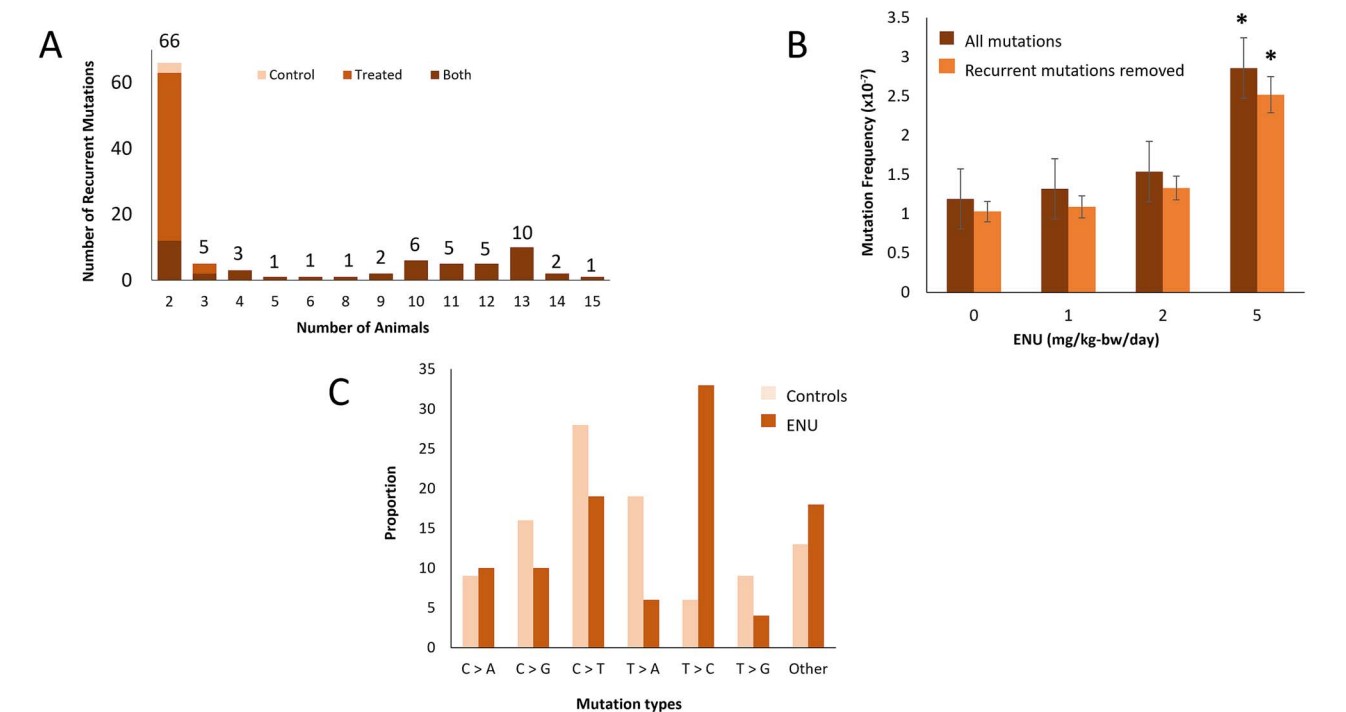 A
Number of Recurrent Mutations
60
40
20
0
66
5
3
1
1
1
2
6
5
5
10
2
1
Control
Treated
Both
2
3
4
5
6
8
9
10
11
12
13
14
15
Number of Animals
B
Mutation Frequency (x10⁻⁷)
3.5
3
2.5
2
1.5
1
0.5
0
All mutations
Recurrent mutations removed
*
*
0
1
2
5
ENU (mg/kg-bw/day)
C
Proportion
35
30
25
20
15
10
5
0
Controls
ENU
C > A
C > G
C > T
T > A
T > C
T > G
Other
Mutation types